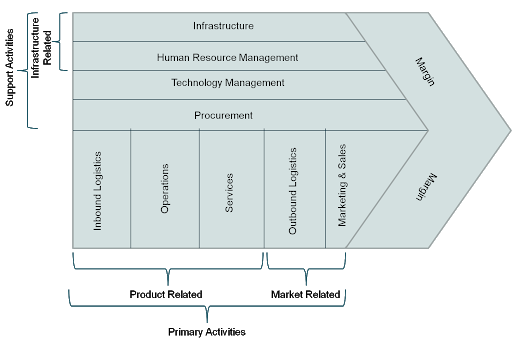 Support Activities
Infrastructure
Related
Infrastructure
Human Resource Management
Technology Management
Procurement
Margin
Margin
Inbound Logistics
Operations
Services
Outbound Logistics
Marketing & Sales
Product Related
Market Related
Primary Activities